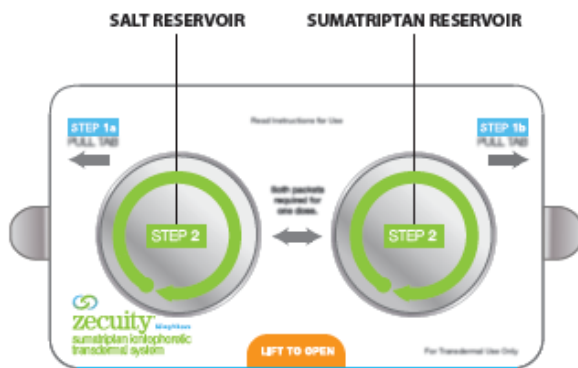 SALT RESERVOIR
SUMATRIPTAN RESERVOIR
STEP 1a
PULL TAB
Read Instructions for Use
STEP 1b
PULL TAB
Both packets
required for
one dose.
STEP 2
STEP 2
zecuity
sumatriptan iontophoretic
transdermal system
LIFT TO OPEN
For Transdermal Use Only